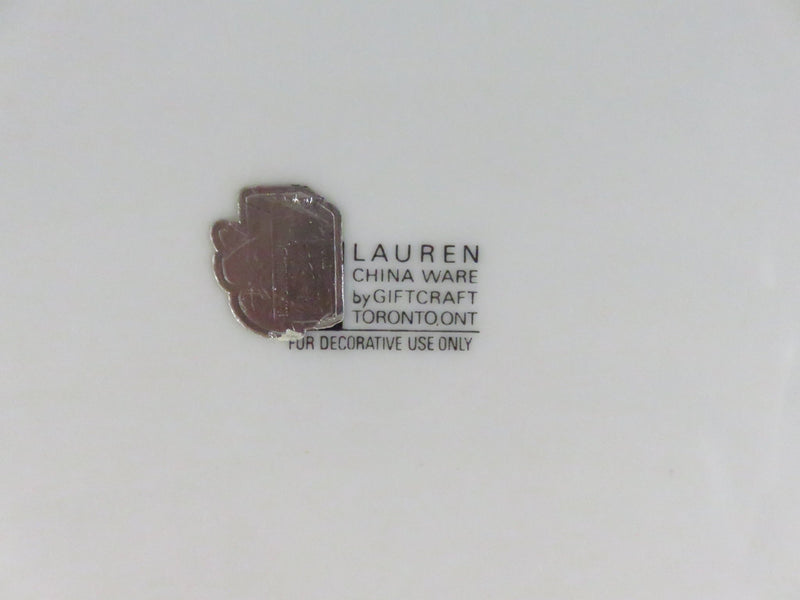 LAUREN
CHINA WARE
by GIFTCRAFT
TORONTO, ONT
FOR DECORATIVE USE ONLY